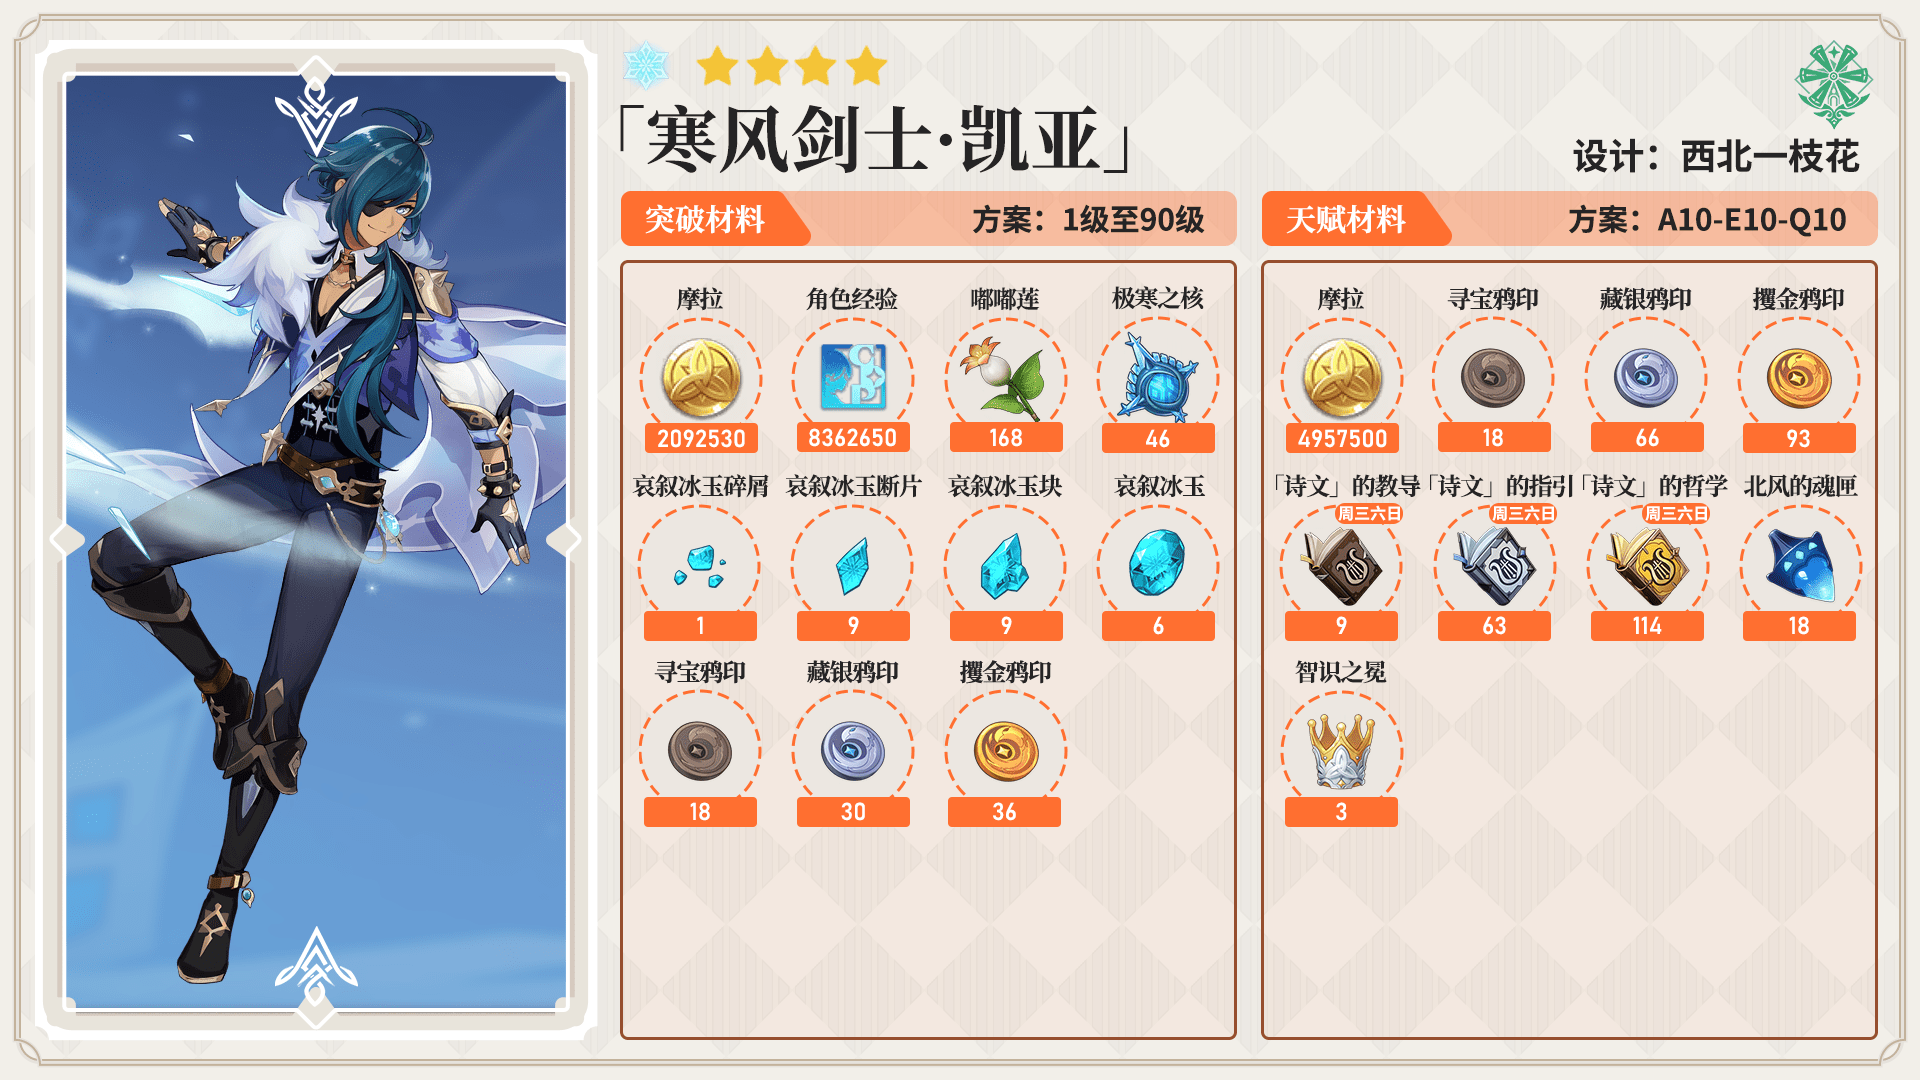 「寒风剑士·凯亚」
设计：西北一枝花
突破材料
方案：1级至90级
摩拉
角色经验
嘟嘟莲
极寒之核
2092530
8362650
168
46
哀叙冰玉碎屑
哀叙冰玉断片
哀叙冰玉块
哀叙冰玉
1
9
9
6
寻宝鸦印
藏银鸦印
攫金鸦印
18
30
36
天赋材料
方案：A10-E10-Q10
摩拉
寻宝鸦印
藏银鸦印
攫金鸦印
4957500
18
66
93
「诗文」的教导
「诗文」的指引
「诗文」的哲学
北风的魂匣
周三六日
周三六日
周三六日
9
63
114
18
智识之冕
3